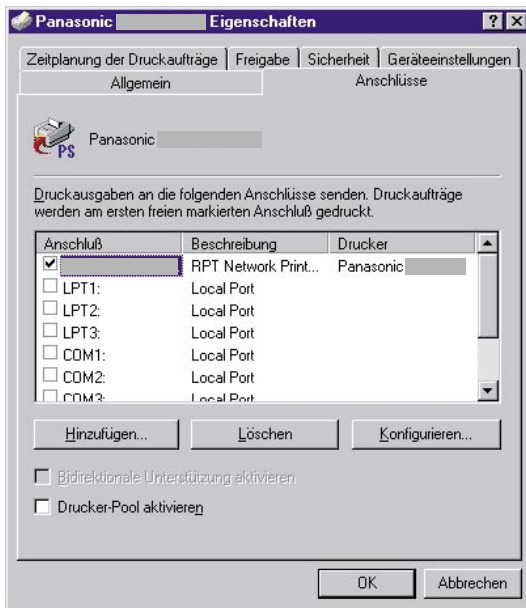 Panasonic Eigenschaften
Zeitplanung der Druckaufträge Freigabe Sicherheit Geräteeinstellungen
Allgemein Anschlüsse
PS Panasonic
Druckausgaben an die folgenden Anschlüsse senden. Druckaufträge
werden am ersten freien markierten Anschluß gedruckt.
Anschluß Beschreibung Drucker
RPT Network Print... Panasonic
LPT1: Local Port
LPT2: Local Port
LPT3: Local Port
COM1: Local Port
COM2: Local Port
COM3: Local Port
Hinzufügen... Löschen Konfigurieren...
Bidirektionale Unterstützung aktivieren
Drucker-Pool aktivieren
OK Abbrechen